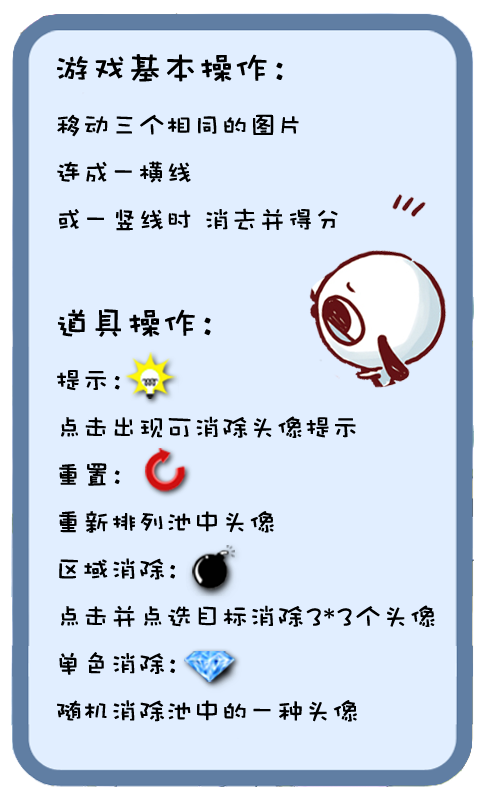 游戏基本操作：
移动三个相同的图片
连成一横线
或一竖线时 消去并得分
道具操作：
提示：
点击出现可消除头像提示
重置：
重新排列池中头像
区域消除：
点击并点选目标消除3*3个头像
单色消除：
随机消除池中的一种头像